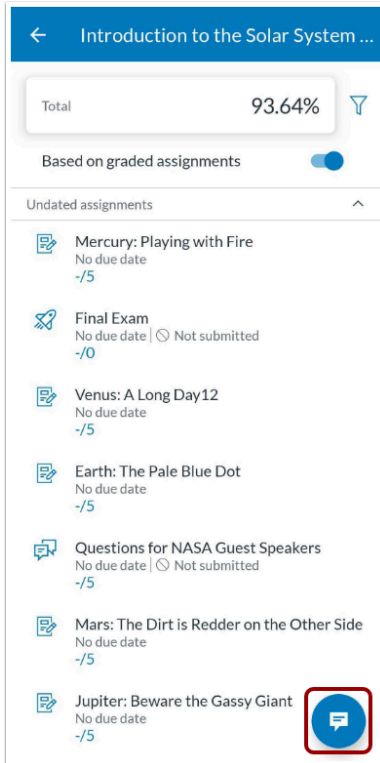 Introduction to the Solar System ...
Total 93.64%
Based on graded assignments
Undated assignments
Mercury: Playing with Fire
No due date
-/5
Final Exam
No due date | Not submitted
-/0
Venus: A Long Day12
No due date
-/5
Earth: The Pale Blue Dot
No due date
-/5
Questions for NASA Guest Speakers
No due date | Not submitted
-/5
Mars: The Dirt is Redder on the Other Side
No due date
-/5
Jupiter: Beware the Gassy Giant
No due date
-/5